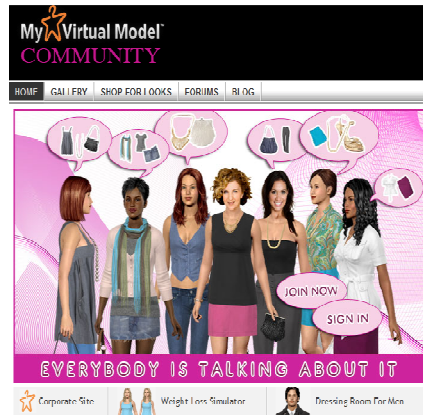 My Virtual Model™
COMMUNITY
HOME GALLERY SHOP FOR LOOKS FORUMS BLOG
JOIN NOW
SIGN IN
EVERYBODY IS TALKING ABOUT IT
Corporate Site Weight Loss Simulator Dressing Room For Men